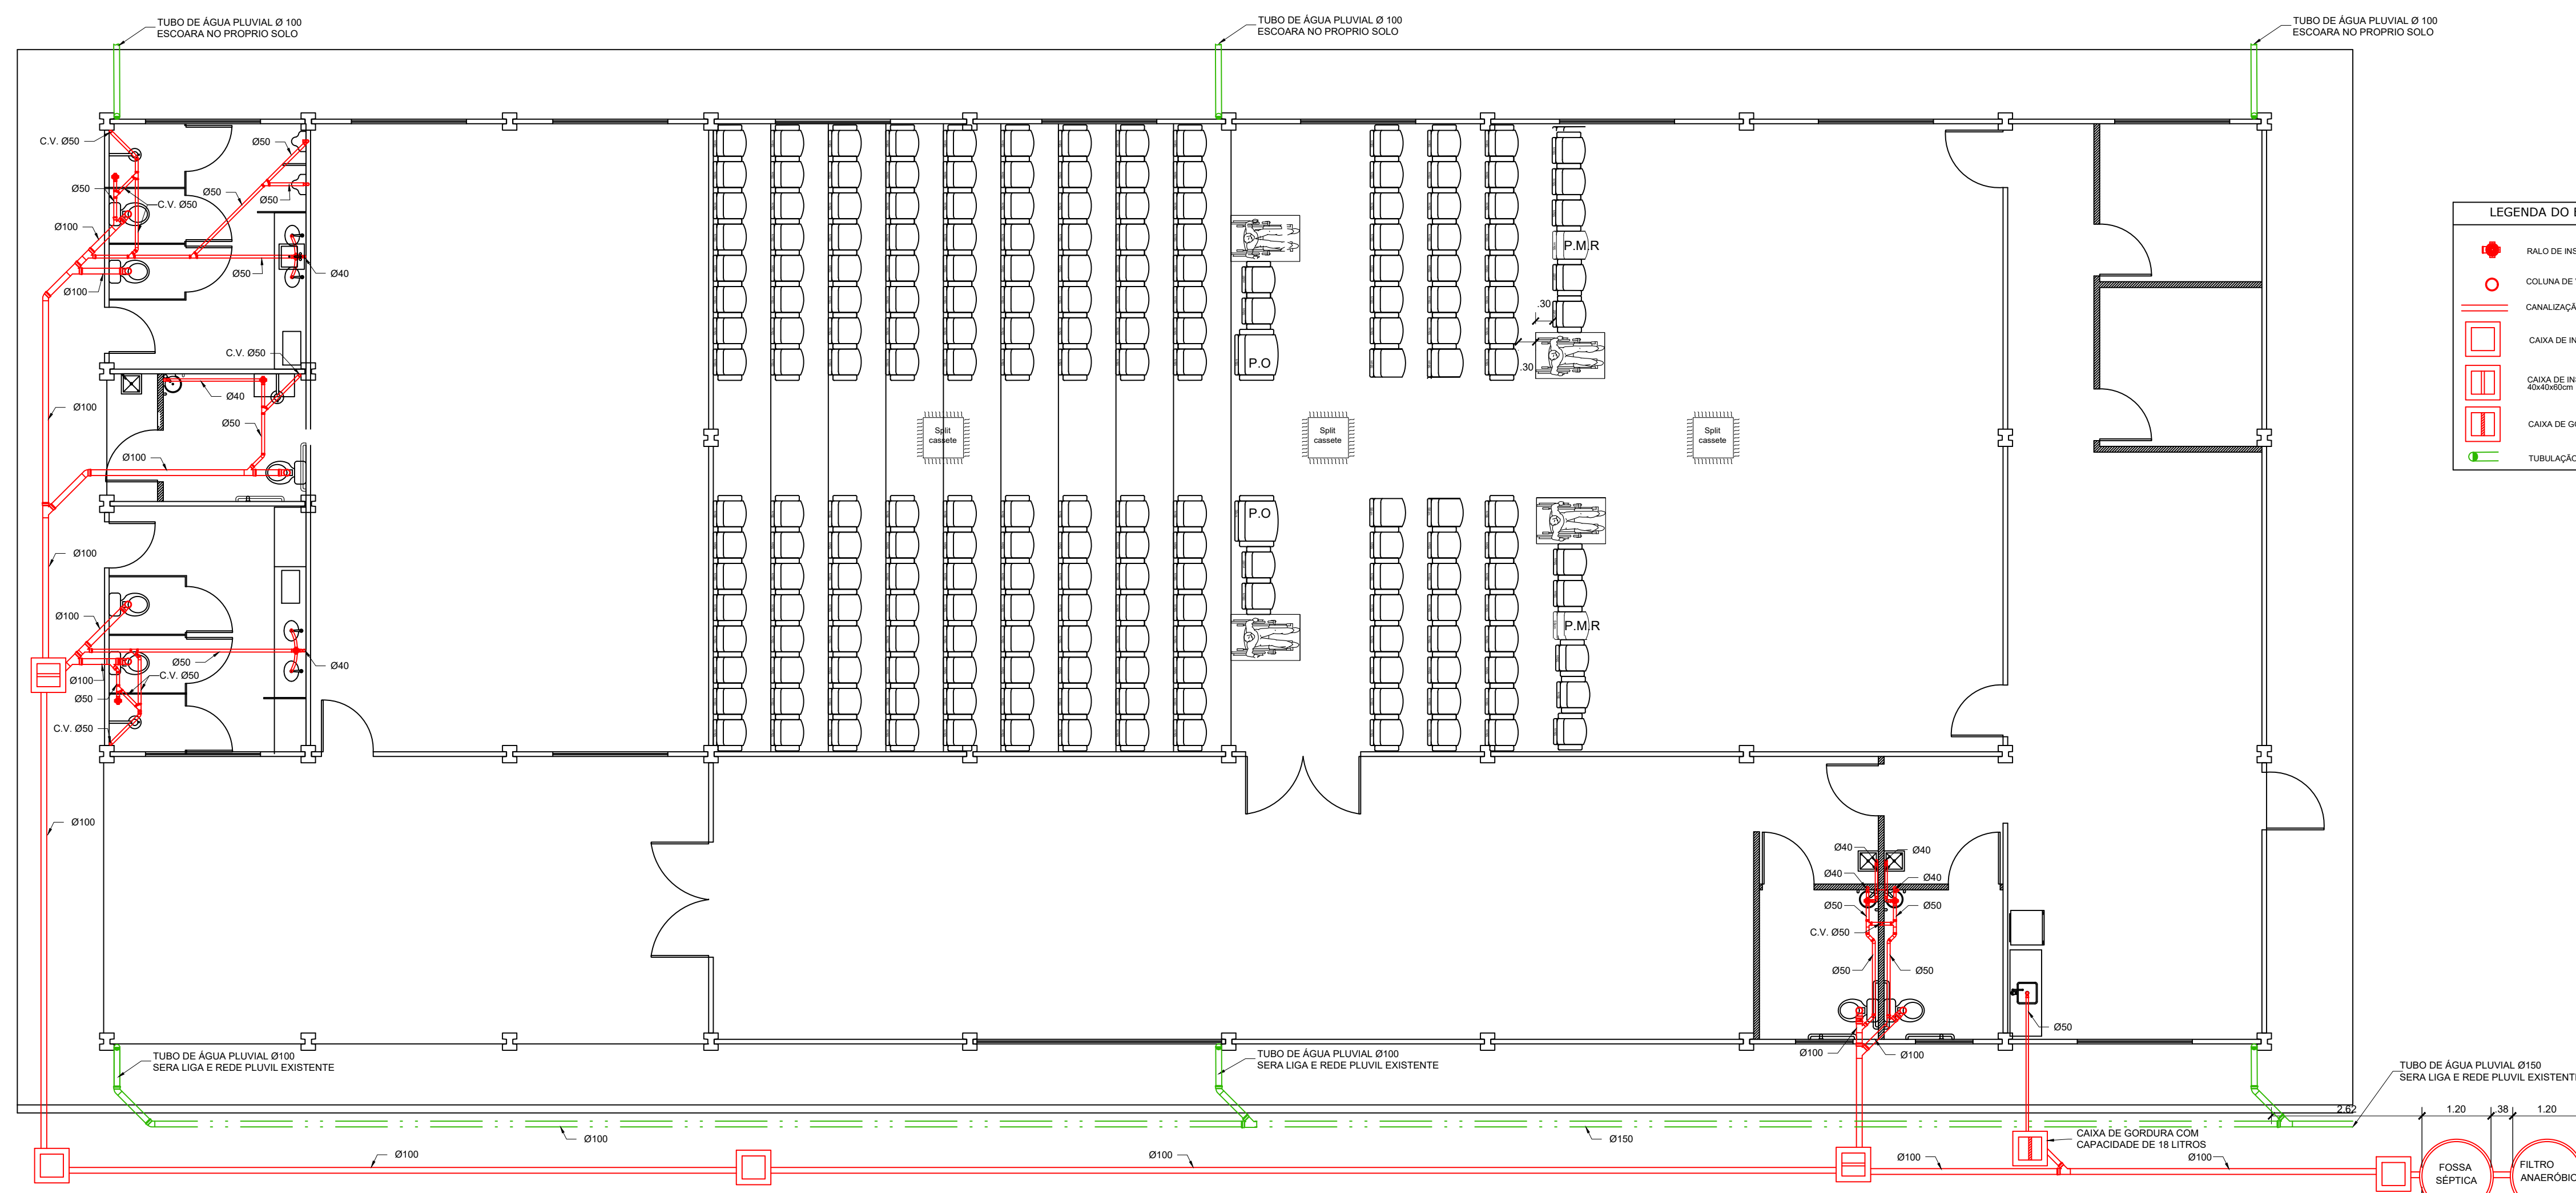 TUBO DE ÁGUA PLUVIAL Ø 100
ESCOARA NO PROPRIO SOLO
TUBO DE ÁGUA PLUVIAL Ø 100
ESCOARA NO PROPRIO SOLO
TUBO DE ÁGUA PLUVIAL Ø 100
ESCOARA NO PROPRIO SOLO
C.V. Ø50
Ø50
Ø50
Ø50
Ø50
C.V. Ø50
Ø100
Ø50
Ø40
Ø100
C.V. Ø50
Ø40
Ø100
Ø50
Ø100
Ø100
Ø100
Ø50
Ø40
Ø100
C.V. Ø50
Ø50
C.V. Ø50
Ø100
P.O
P.M.R
.30
.30
Split
cassete
Split
cassete
Split
cassete
P.O
P.M.R
LEGENDA DO
RALO DE INS
COLUNA DE
CANALIZAÇÃ
CAIXA DE IN
CAIXA DE INS
40x40x60cm
CAIXA DE GO
TUBULAÇÃO
Ø40
Ø40
Ø40
Ø40
Ø50
Ø50
C.V. Ø50
Ø50
Ø50
Ø50
Ø100
Ø100
TUBO DE ÁGUA PLUVIAL Ø100
SERA LIGA E REDE PLUVIL EXISTENTE
TUBO DE ÁGUA PLUVIAL Ø100
SERA LIGA E REDE PLUVIL EXISTENTE
TUBO DE ÁGUA PLUVIAL Ø150
SERA LIGA E REDE PLUVIL EXISTENTE
2.62
1.20
38
1.20
Ø100
Ø150
CAIXA DE GORDURA COM
CAPACIDADE DE 18 LITROS
Ø100
Ø100
Ø100
Ø100
FOSSA
SÉPTICA
FILTRO
ANAERÓBIO